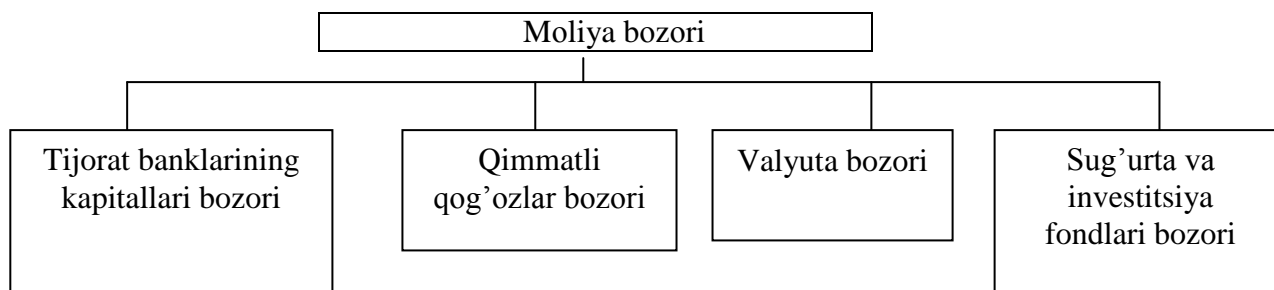 Moliya bozori
Tijorat banklarining
kapitallari bozori
Qimmatli
qog’ozlar bozori
Valyuta bozori
Sug’urta va
investitsiya
fondlari bozori